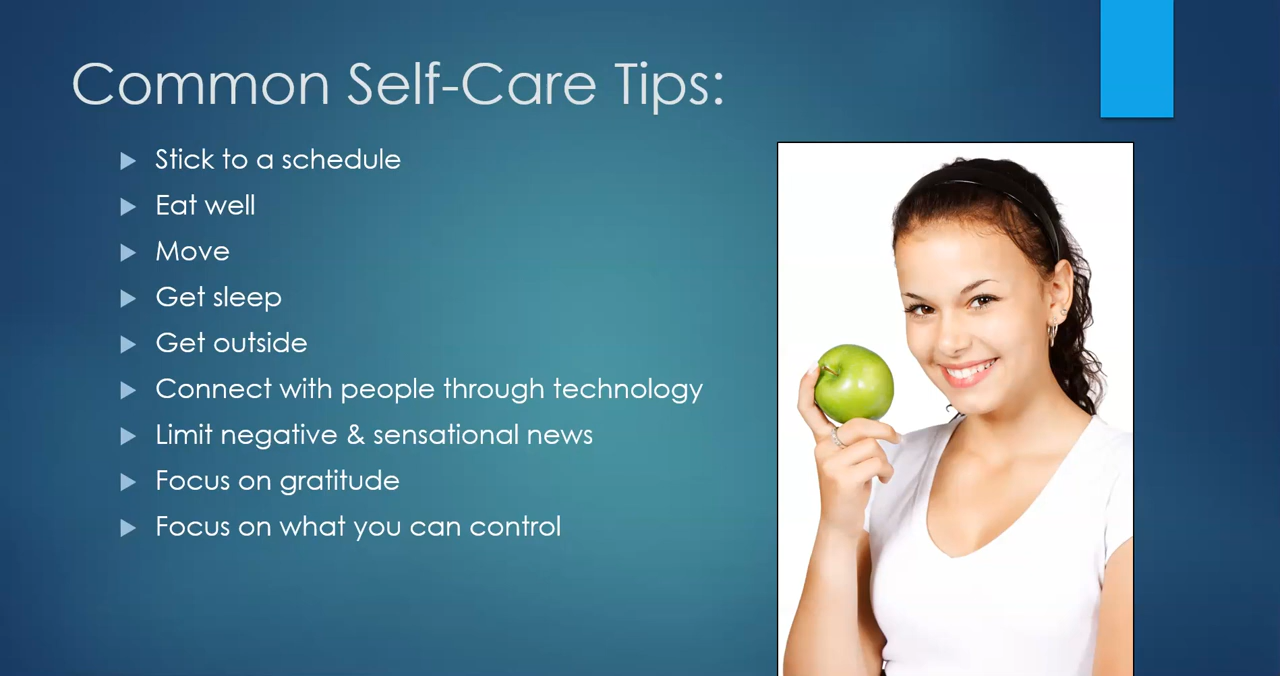 Common Self-Care Tips:
Stick to a schedule
Eat well
Move
Get sleep
Get outside
Connect with people through technology
Limit negative & sensational news
Focus on gratitude
Focus on what you can control